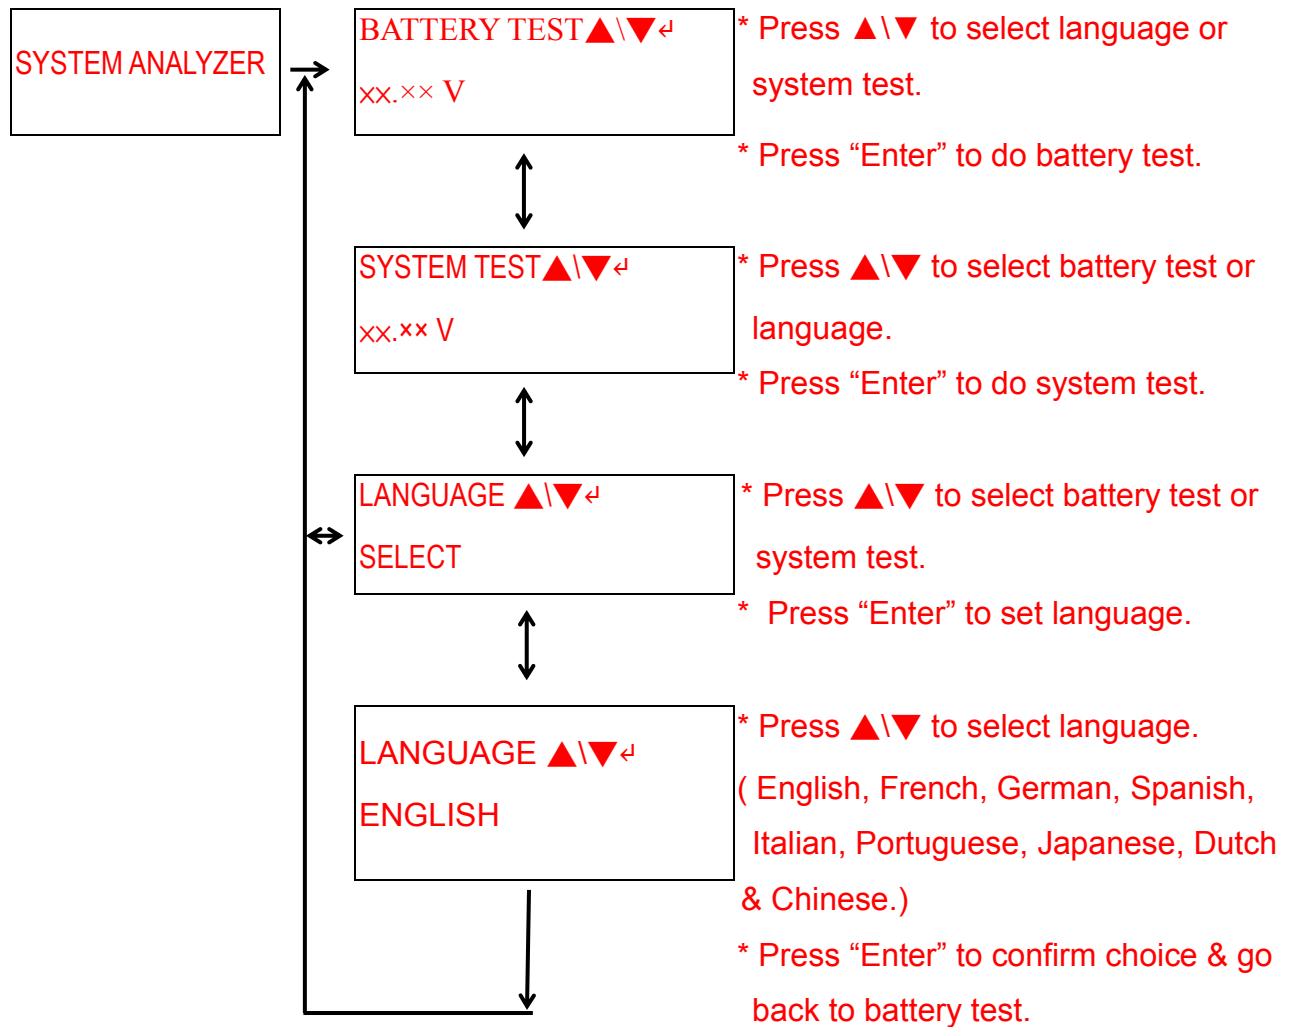 SYSTEM ANALYZER
BATTERY TEST▲\▼↵
××.×× V
* Press ▲\▼ to select language or
system test.
* Press “Enter” to do battery test.
SYSTEM TEST▲\▼↵
××.×× V
* Press ▲\▼ to select battery test or
language.
* Press “Enter” to do system test.
LANGUAGE ▲\▼↵
SELECT
* Press ▲\▼ to select battery test or
system test.
* Press “Enter” to set language.
LANGUAGE ▲\▼↵
ENGLISH
* Press ▲\▼ to select language.
( English, French, German, Spanish,
Italian, Portuguese, Japanese, Dutch
& Chinese.)
* Press “Enter” to confirm choice & go
back to battery test.